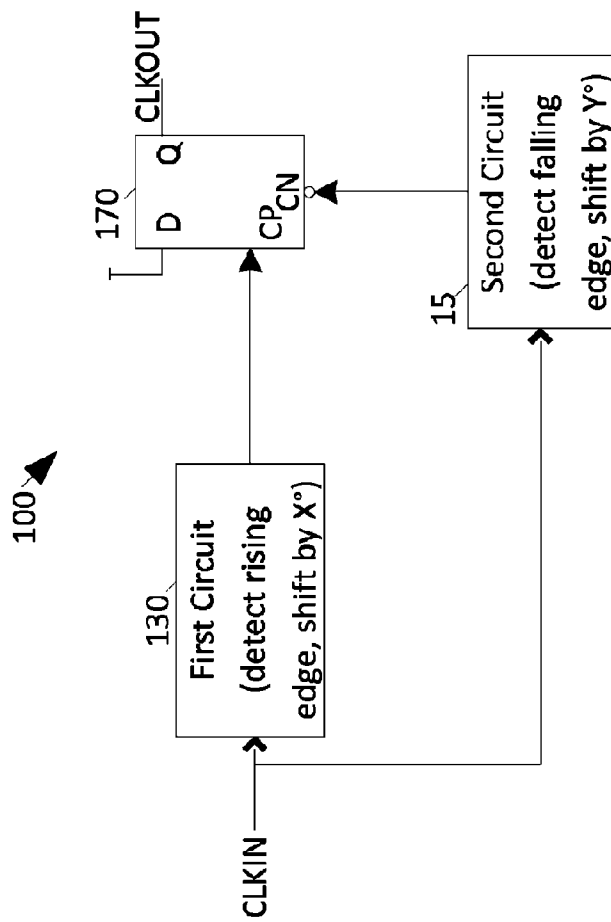 100
CLKIN
130
First Circuit
(detect rising
edge, shift by X°)
170
D
Q
CP
CN
CLKOUT
15
Second Circuit
(detect falling
edge, shift by Y°)